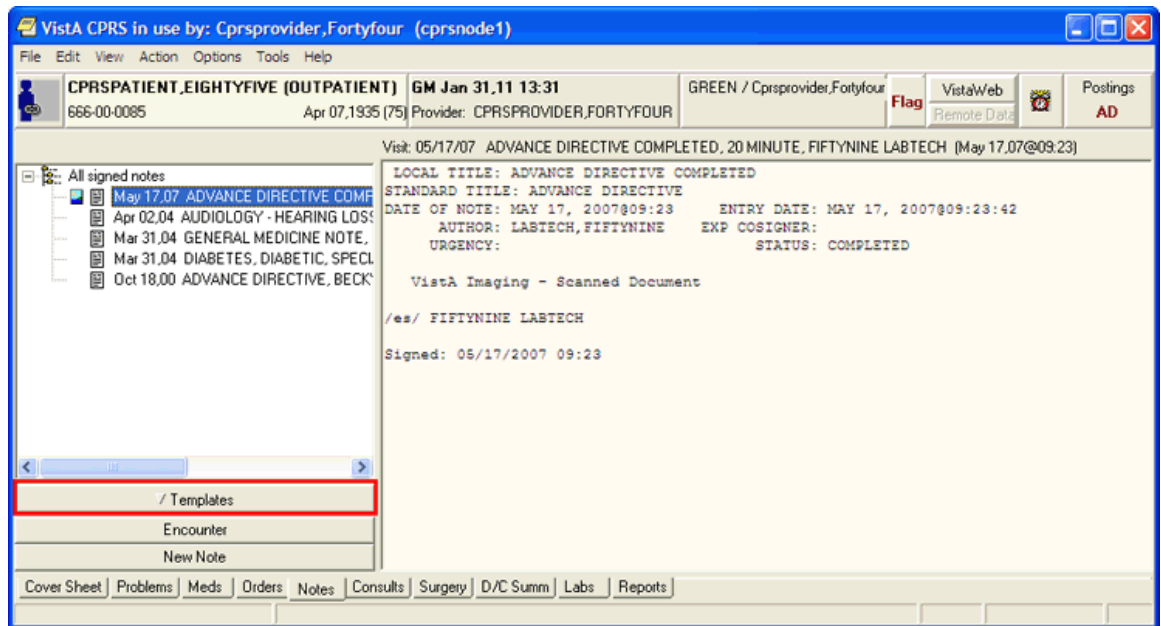 VistA CPRS in use by: Cprsprovider,Fortyfour (cprsnode1)
File Edit View Action Options Tools Help
CPRSPATIENT,EIGHTYFIVE (OUTPATIENT)
666-00-0085 Apr 07,1935 (75)
GM Jan 31,11 13:31
Provider: CPRSPROVIDER,FORTYFOUR
GREEN / Cprsprovider,Fortyfour
Flag
VistaWeb
Remote Data
Postings
AD
Visit: 05/17/07 ADVANCE DIRECTIVE COMPLETED, 20 MINUTE, FIFTYNINE LABTECH (May 17,07@09:23)
All signed notes
May 17,07 ADVANCE DIRECTIVE COMP
Apr 02,04 AUDIOLOGY - HEARING LOSS
Mar 31,04 GENERAL MEDICINE NOTE,
Mar 31,04 DIABETES, DIABETIC, SPECI
Oct 18,00 ADVANCE DIRECTIVE, BECKY
LOCAL TITLE: ADVANCE DIRECTIVE COMPLETED
STANDARD TITLE: ADVANCE DIRECTIVE
DATE OF NOTE: MAY 17, 2007@09:23 ENTRY DATE: MAY 17, 2007@09:23:42
AUTHOR: LABTECH,FIFTYNINE EXP COSIGNER:
URGENCY: STATUS: COMPLETED
VistA Imaging - Scanned Document
/es/ FIFTYNINE LABTECH
Signed: 05/17/2007 09:23
/ Templates
Encounter
New Note
Cover Sheet Problems Meds Orders Notes Consults Surgery D/C Summ Labs Reports